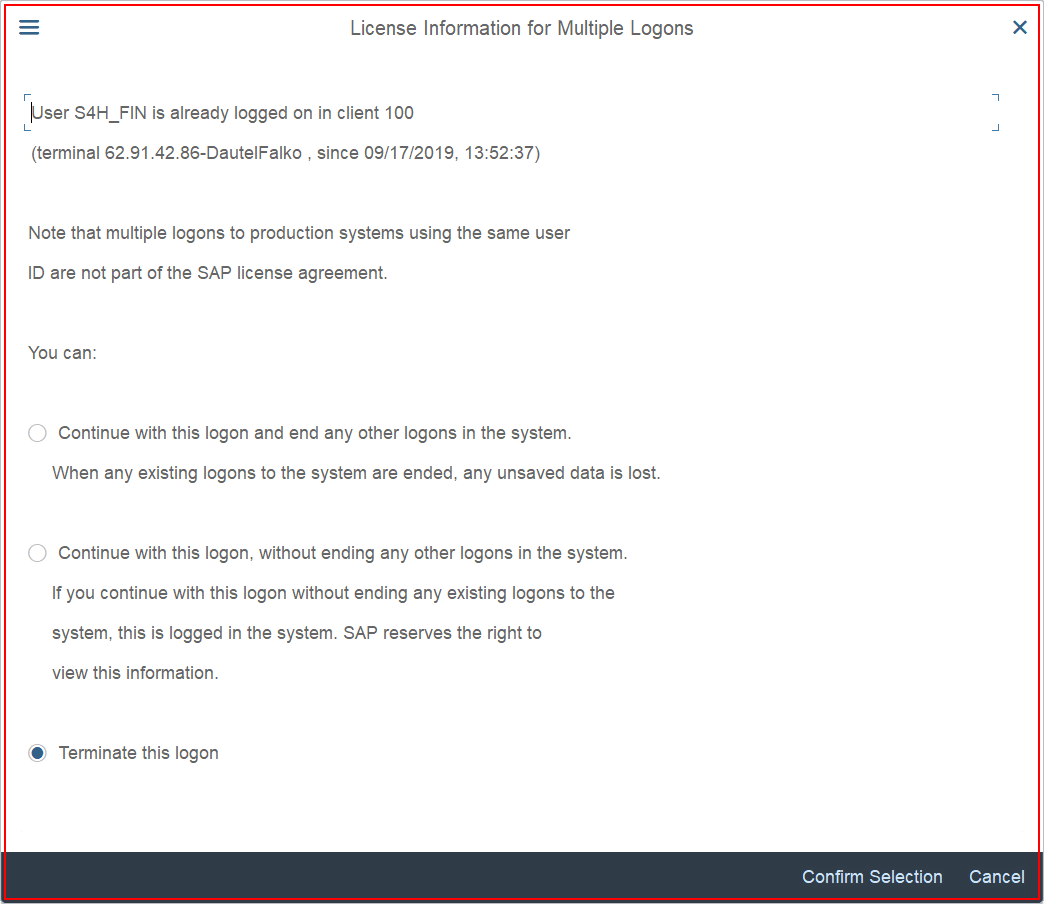 License Information for Multiple Logons
User S4H_FIN is already logged on in client 100
(terminal 62.91.42.86-DautelFalko , since 09/17/2019, 13:52:37)
Note that multiple logons to production systems using the same user
ID are not part of the SAP license agreement.
You can:
Continue with this logon and end any other logons in the system.
When any existing logons to the system are ended, any unsaved data is lost.
Continue with this logon, without ending any other logons in the system.
If you continue with this logon without ending any existing logons to the
system, this is logged in the system. SAP reserves the right to
view this information.
Terminate this logon
Confirm Selection Cancel